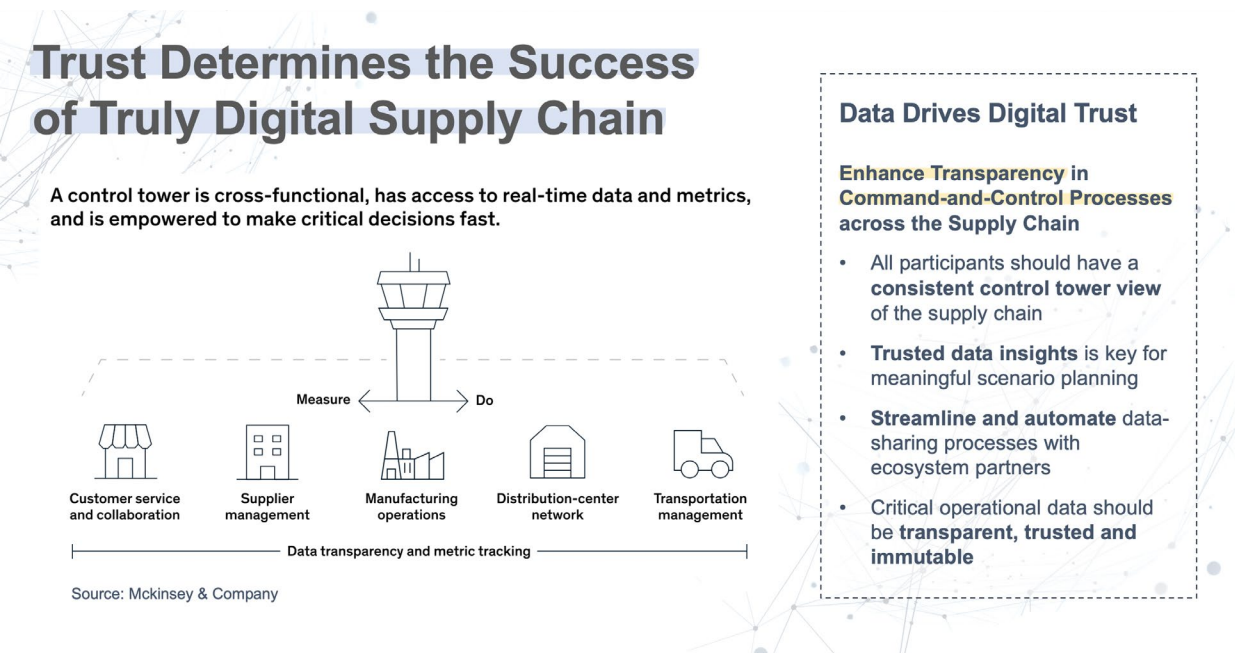 Trust Determines the Success
of Truly Digital Supply Chain
A control tower is cross-functional, has access to real-time data and metrics,
and is empowered to make critical decisions fast.
Measure
Do
Customer service
and collaboration
Supplier
management
Manufacturing
operations
Distribution-center
network
Transportation
management
Data transparency and metric tracking
Source: Mckinsey & Company
Data Drives Digital Trust
Enhance Transparency in
Command-and-Control Processes
across the Supply Chain
• All participants should have a
consistent control tower view
of the supply chain
• Trusted data insights is key for
meaningful scenario planning
• Streamline and automate data-
sharing processes with
ecosystem partners
• Critical operational data should
be transparent, trusted and
immutable